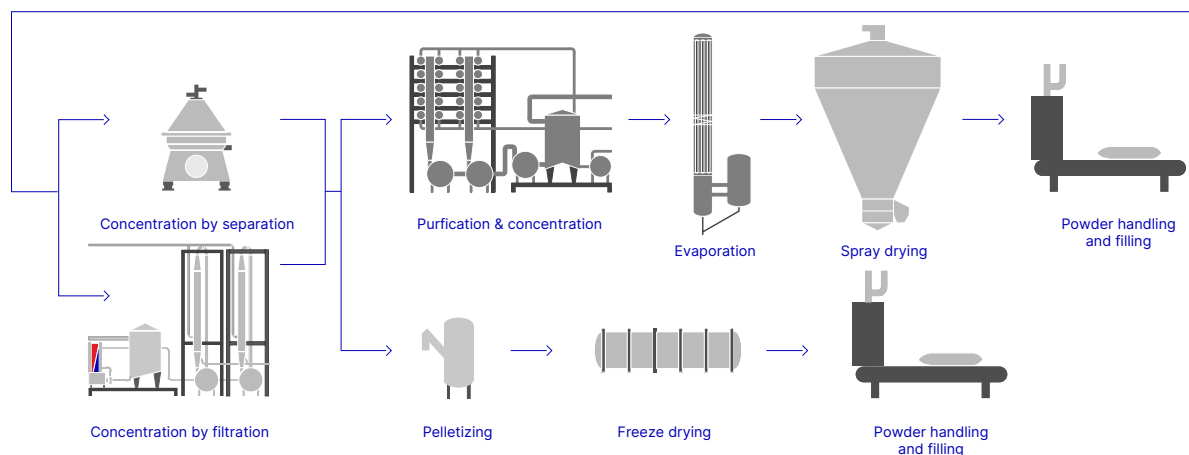 Concentration by separation
Purfication & concentration
Evaporation
Spray drying
Powder handling
and filling
Concentration by filtration
Pelletizing
Freeze drying
Powder handling
and filling